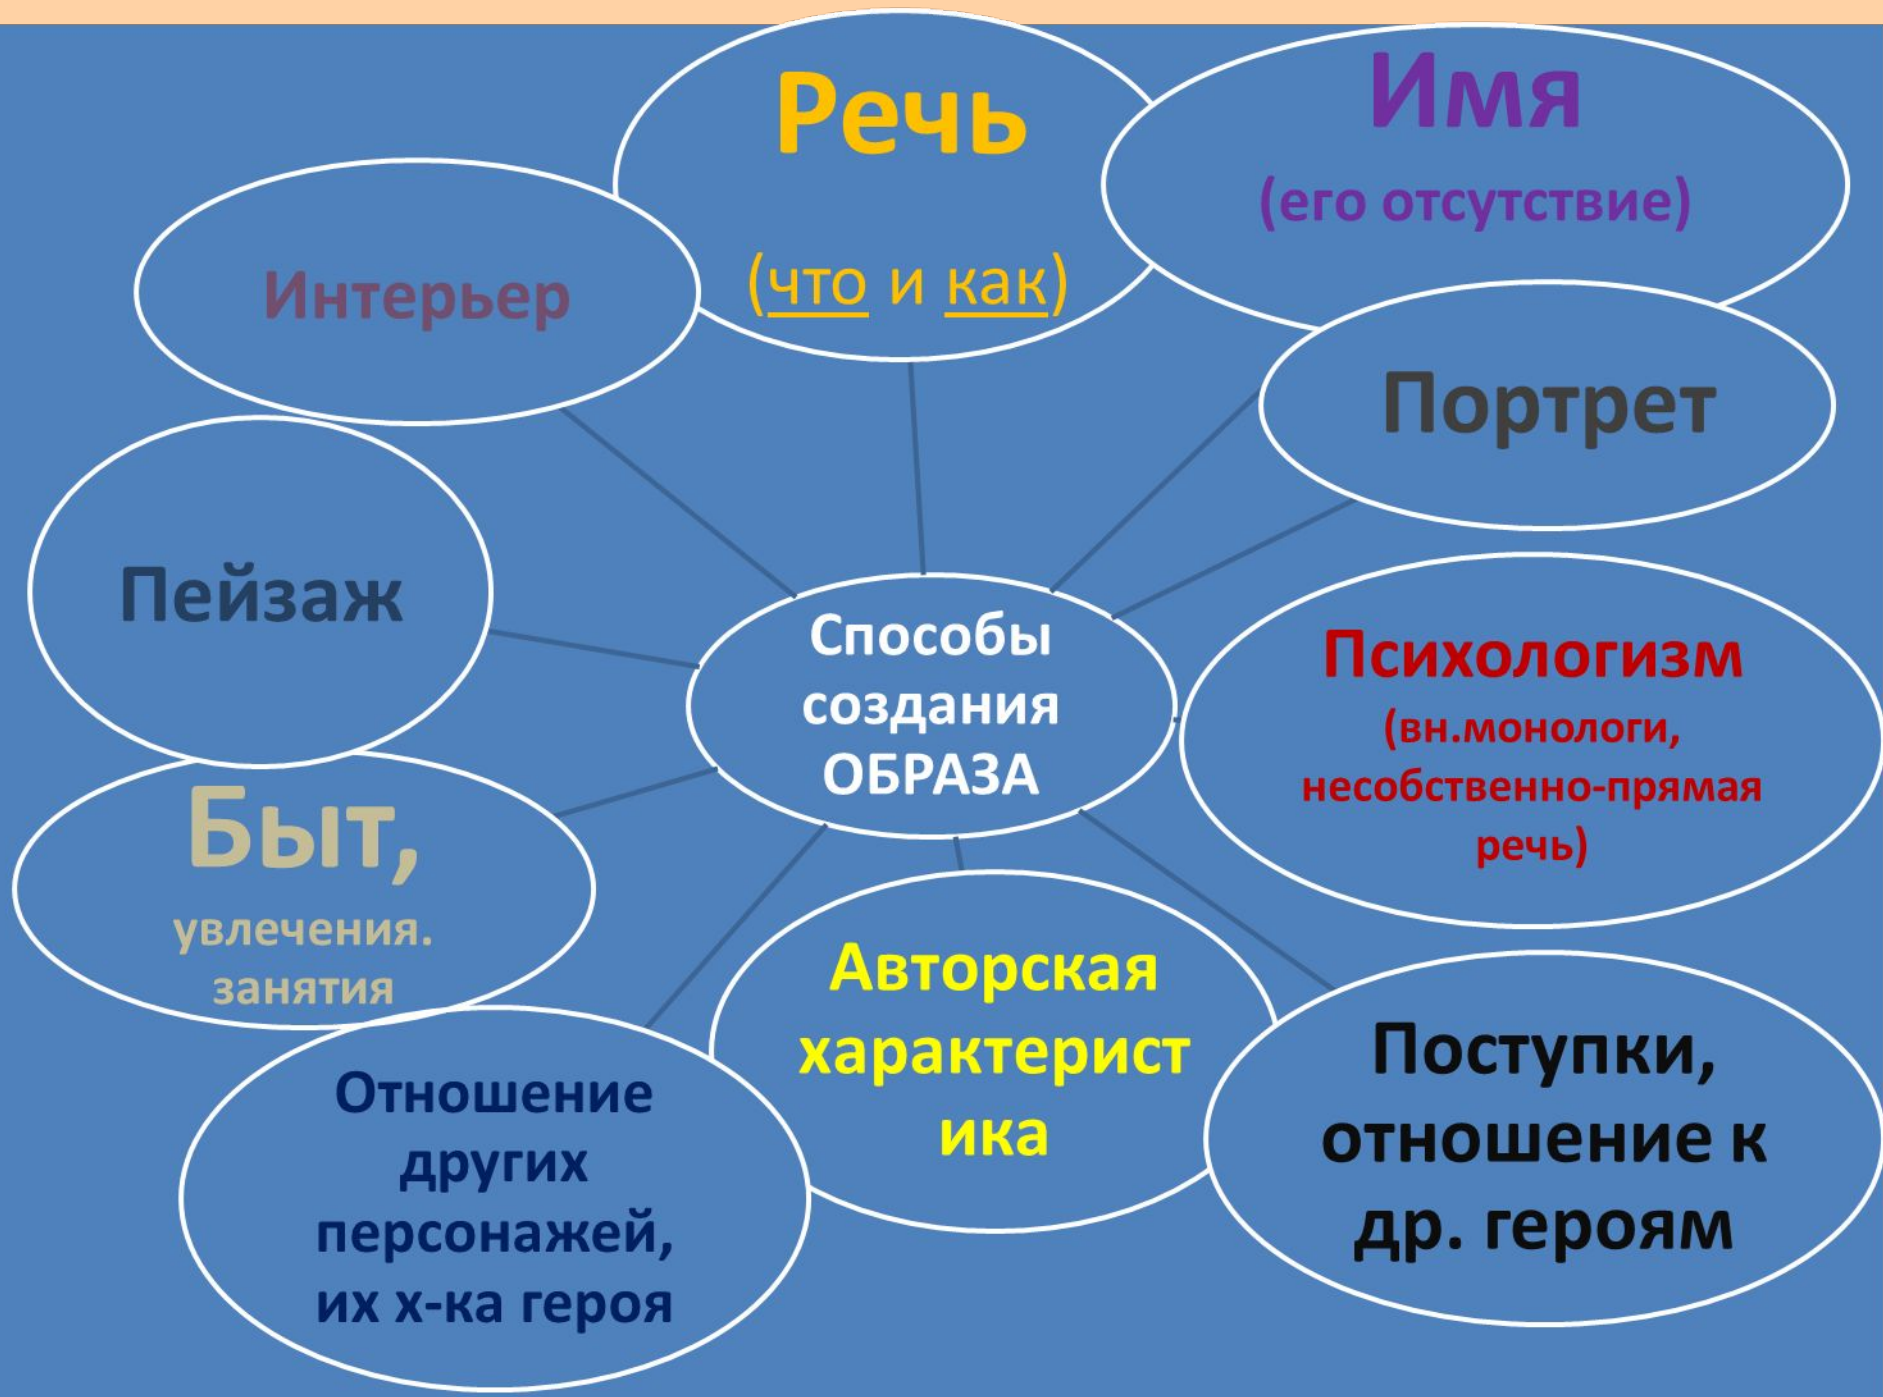 Речь
(что и как)
Имя
(его отсутствие)
Интерьер
Портрет
Пейзаж
Способы
создания
ОБРАЗА
Психологизм
(вн.монологи,
несобственно-прямая
речь)
Быт,
увлечения.
занятия
Авторская
характерист
ика
Поступки,
отношение к
др. героям
Отношение
других
персонажей,
их х-ка героя